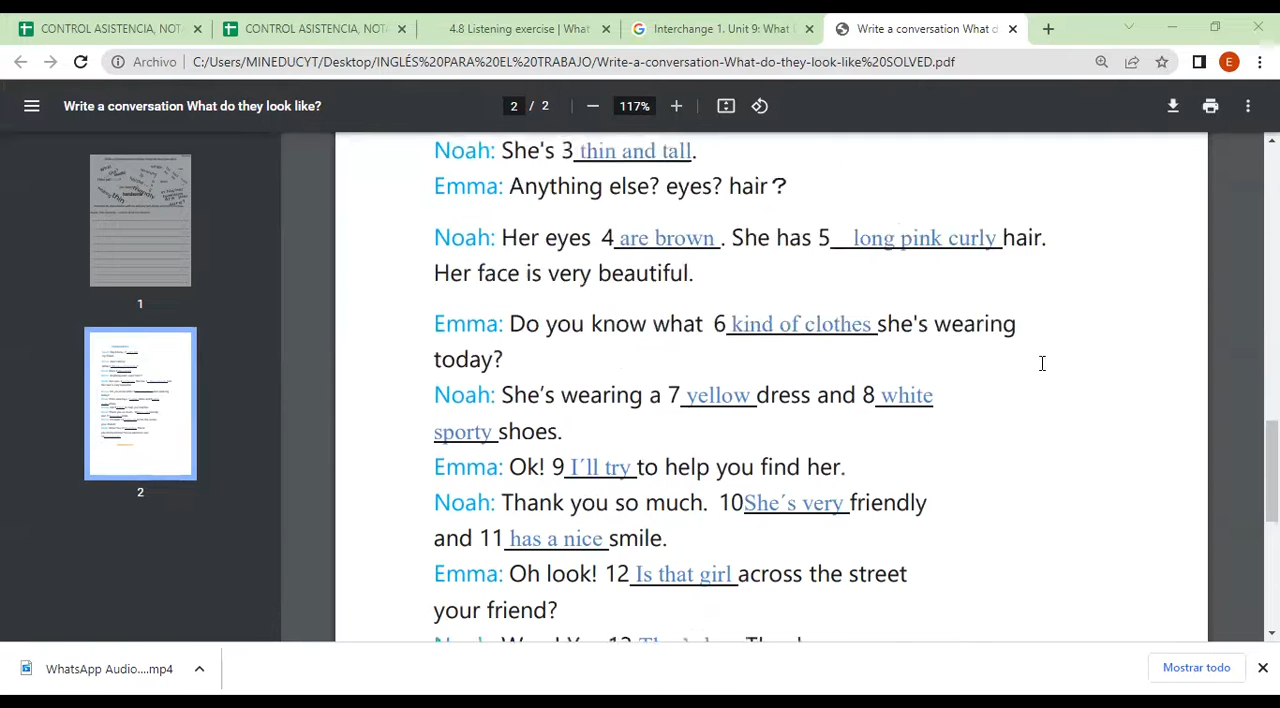 CONTROL ASISTENCIA, NOT
CONTROL ASISTENCIA, NOT
4.8 Listening exercise | What
Interchange 1. Unit 9: What
Write a conversation What d
Archivo | C:/Users/MINEDUCYT/Desktop/INGLÉS%20PARA%20EL%20TRABAJO/Write-a-conversation-What-do-they-look-like%20SOLVED.pdf
E
Write a conversation What do they look like?
2 / 2
117%
1
2
Noah: She's 3 thin and tall.
Emma: Anything else? eyes? hair?
Noah: Her eyes 4 are brown . She has 5 long pink curly hair.
Her face is very beautiful.
Emma: Do you know what 6 kind of clothes she's wearing
today?
Noah: She’s wearing a 7 yellow dress and 8 white
sporty shoes.
Emma: Ok! 9 I´ll try to help you find her.
Noah: Thank you so much. 10 She´s very friendly
and 11 has a nice smile.
Emma: Oh look! 12 Is that girl across the street
your friend?
WhatsApp Audio....mp4
Mostrar todo